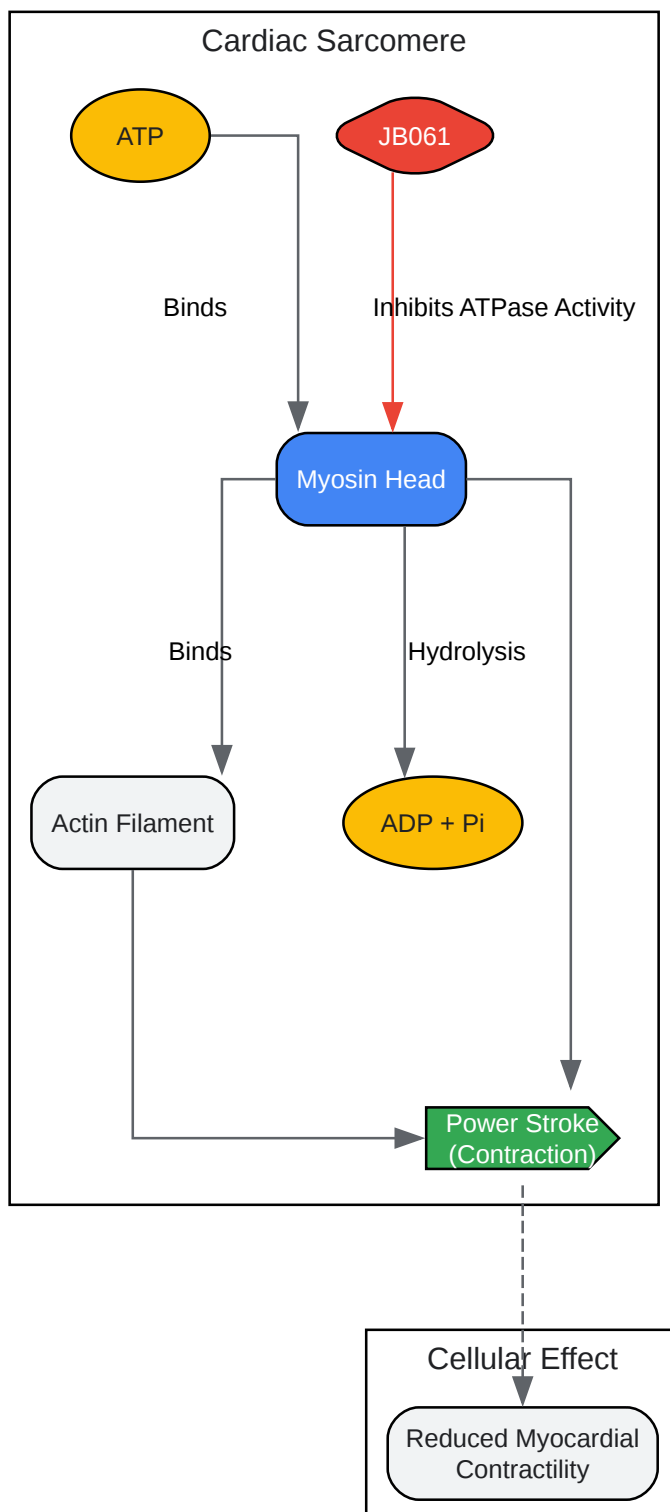 Cardiac Sarcomere
ATP
JB061
Binds
Inhibits ATPase Activity
Myosin Head
Binds
Hydrolysis
Actin Filament
ADP + Pi
Power Stroke
(Contraction)
Cellular Effect
Reduced Myocardial
Contractility